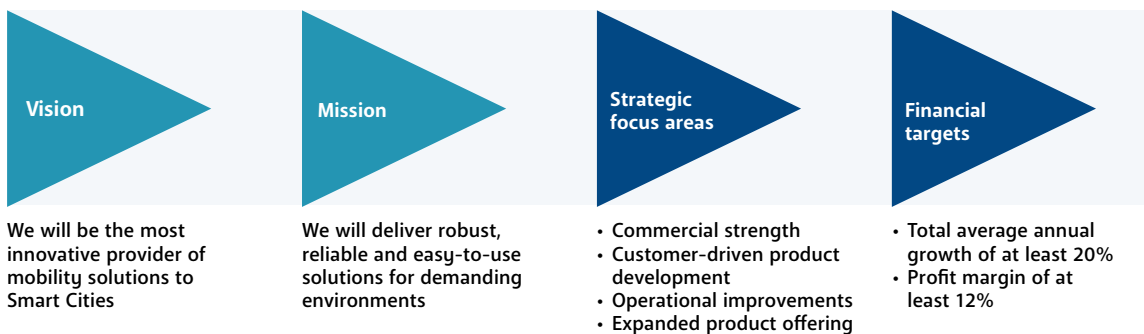 Vision
Mission
Strategic
focus areas
Financial
targets
We will be the most
innovative provider of
mobility solutions to
Smart Cities
We will deliver robust,
reliable and easy-to-use
solutions for demanding
environments
• Commercial strength
• Customer-driven product
development
• Operational improvements
• Expanded product offering
• Total average annual
growth of at least 20%
• Profit margin of at
least 12%